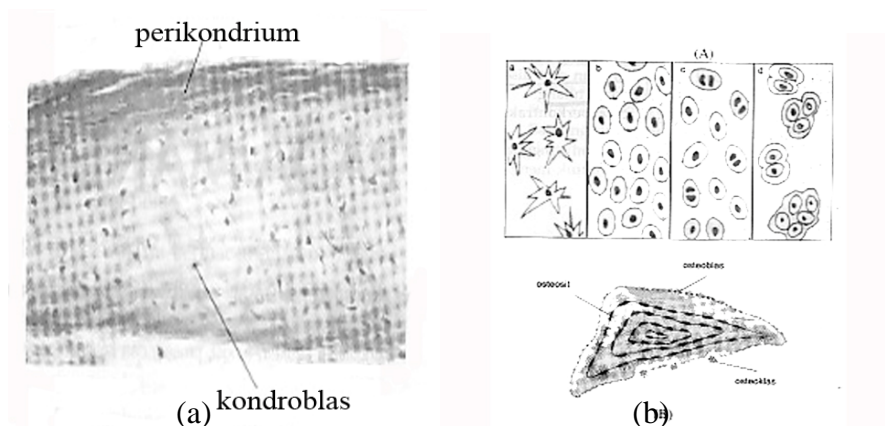 perikondrium
kondroblas
(a)
(A)
a
b
c
d
osteoblas
osteosit
osteoklas
(b)